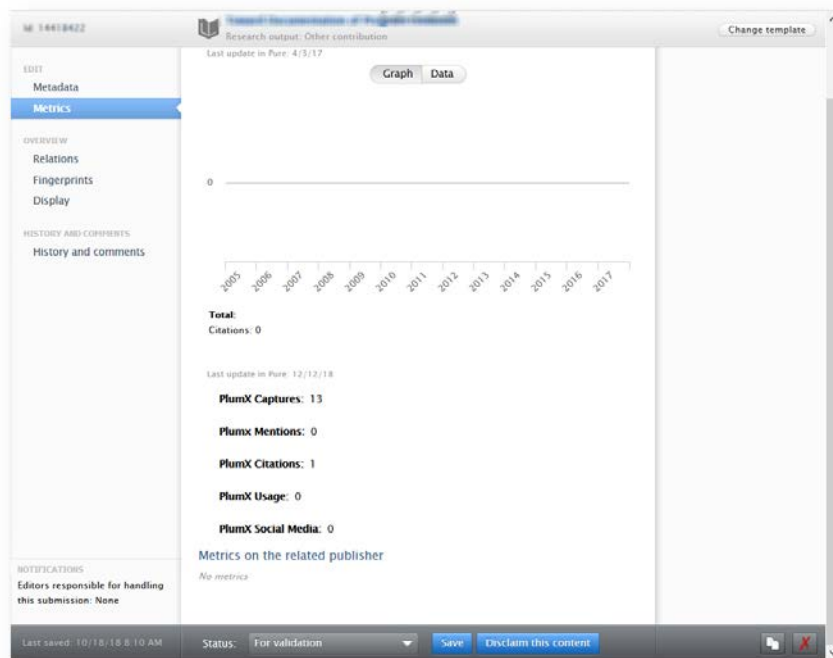 Id: 14418422
Research output: Other contribution
Change template
EDIT
Metadata
Metrics
OVERVIEW
Relations
Fingerprints
Display
HISTORY AND COMMENTS
History and comments
Last update in Pure: 4/3/17
Graph Data
0
2005 2006 2007 2008 2009 2010 2011 2012 2013 2014 2015 2016 2017
Total:
Citations: 0
Last update in Pure: 12/12/18
PlumX Captures: 13
Plumx Mentions: 0
PlumX Citations: 1
PlumX Usage: 0
PlumX Social Media: 0
Metrics on the related publisher
No metrics
NOTIFICATIONS
Editors responsible for handling
this submission: None
Last saved: 10/18/18 8:10 AM
Status: For validation
Save
Disclaim this content